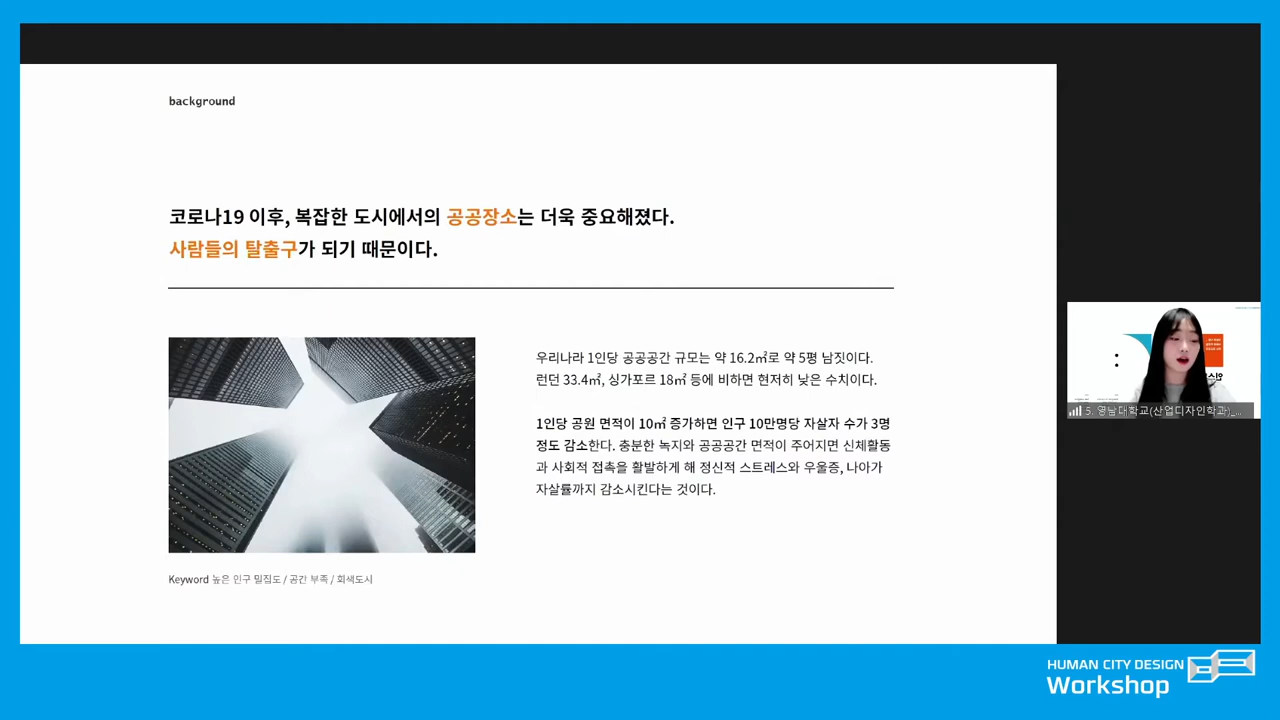 background
코로나19 이후, 복잡한 도시에서의 공공장소는 더욱 중요해졌다.
사람들의 탈출구가 되기 때문이다.
우리나라 1인당 공공공간 규모는 약 16.2㎡로 약 5평 남짓이다.
런던 33.4㎡, 싱가포르 18㎡ 등에 비하면 현저히 낮은 수치이다.
1인당 공원 면적이 10㎡ 증가하면 인구 10만명당 자살자 수가 3명
정도 감소한다. 충분한 녹지와 공공공간 면적이 주어지면 신체활동
과 사회적 접촉을 활발하게 해 정신적 스트레스와 우울증, 나아가
자살률까지 감소시킨다는 것이다.
Keyword 높은 인구 밀집도 / 공간 부족 / 회색도시
5. 영남대학교(산업디자인학과)_...
HUMAN CITY DESIGN
Workshop